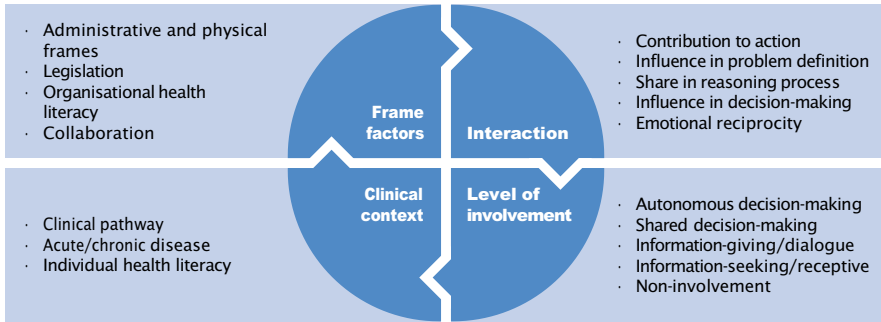 · Administrative and physical
frames
· Legislation
· Organisational health
literacy
· Collaboration
Frame
factors
Interaction
· Contribution to action
· Influence in problem definition
· Share in reasoning process
· Influence in decision-making
· Emotional reciprocity
· Clinical pathway
· Acute/chronic disease
· Individual health literacy
Clinical
context
Level of
involvement
· Autonomous decision-making
· Shared decision-making
· Information-giving/dialogue
· Information-seeking/receptive
· Non-involvement